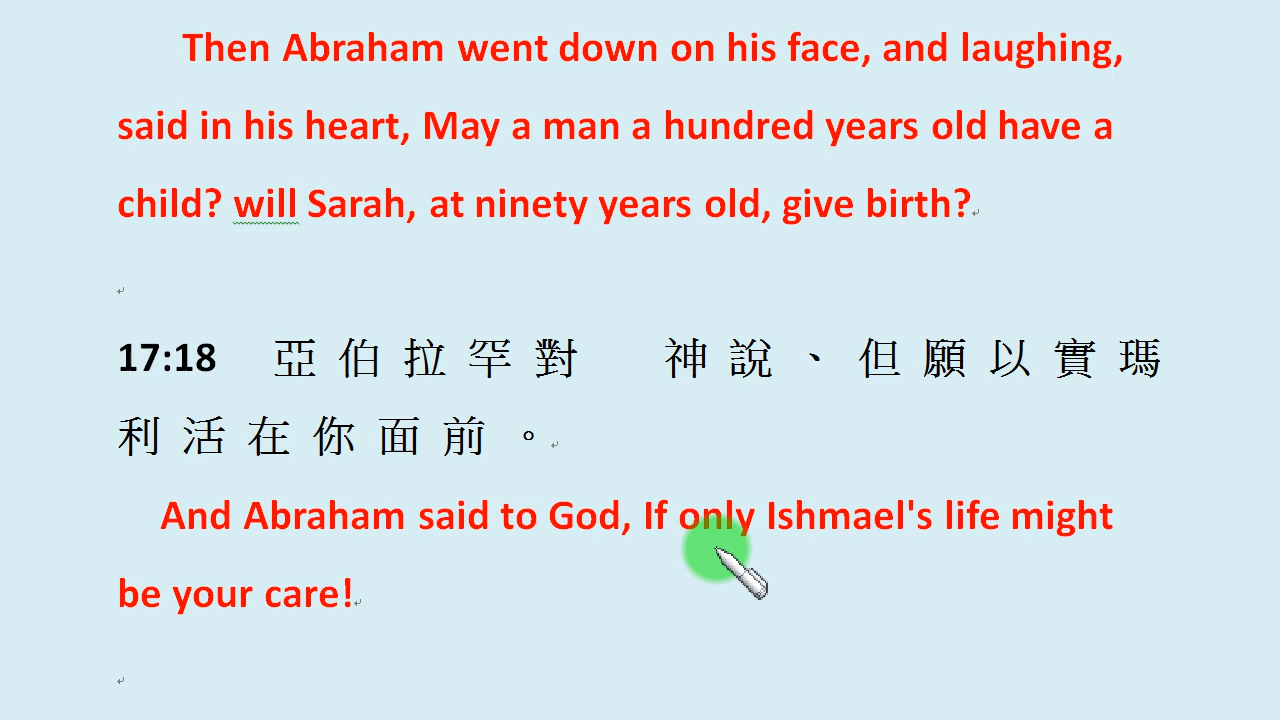 Then Abraham went down on his face, and laughing,
said in his heart, May a man a hundred years old have a
child? will Sarah, at ninety years old, give birth?
17:18 亞伯拉罕對 神說、但願以實瑪
利活在你面前。
And Abraham said to God, If only Ishmael's life might
be your care!